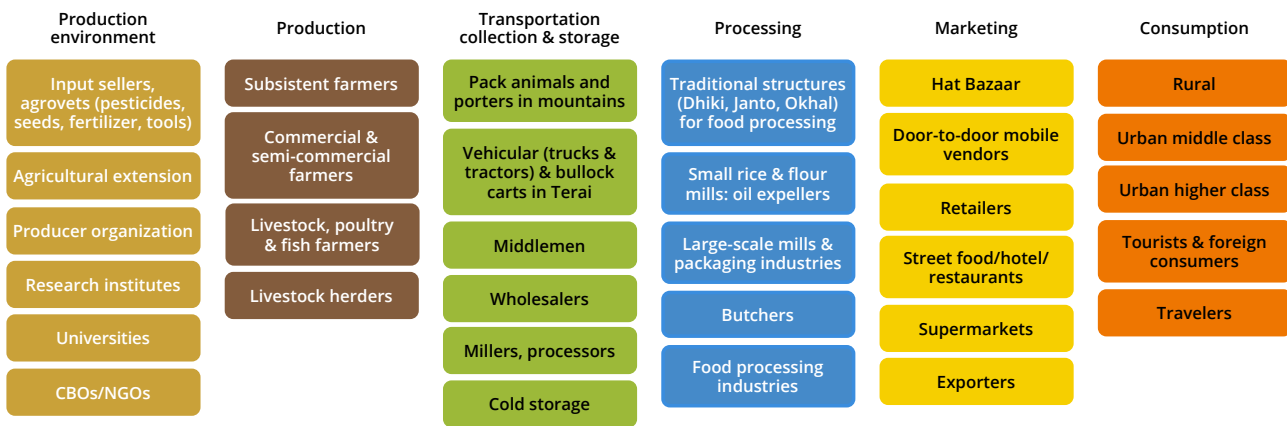 Production
environment
Input sellers,
agrovets (pesticides,
seeds, fertilizer, tools)
Agricultural extension
Producer organization
Research institutes
Universities
CBOs/NGOs
Production
Subsistent farmers
Commercial &
semi-commercial
farmers
Livestock, poultry
& fish farmers
Livestock herders
Transportation
collection & storage
Pack animals and
porters in mountains
Vehicular (trucks &
tractors) & bullock
carts in Terai
Middlemen
Wholesalers
Millers, processors
Cold storage
Processing
Traditional structures
(Dhiki, Janto, Okhal)
for food processing
Small rice & flour
mills: oil expellers
Large-scale mills &
packaging industries
Butchers
Food processing
industries
Marketing
Hat Bazaar
Door-to-door mobile
vendors
Retailers
Street food/hotel/
restaurants
Supermarkets
Exporters
Consumption
Rural
Urban middle class
Urban higher class
Tourists & foreign
consumers
Travelers